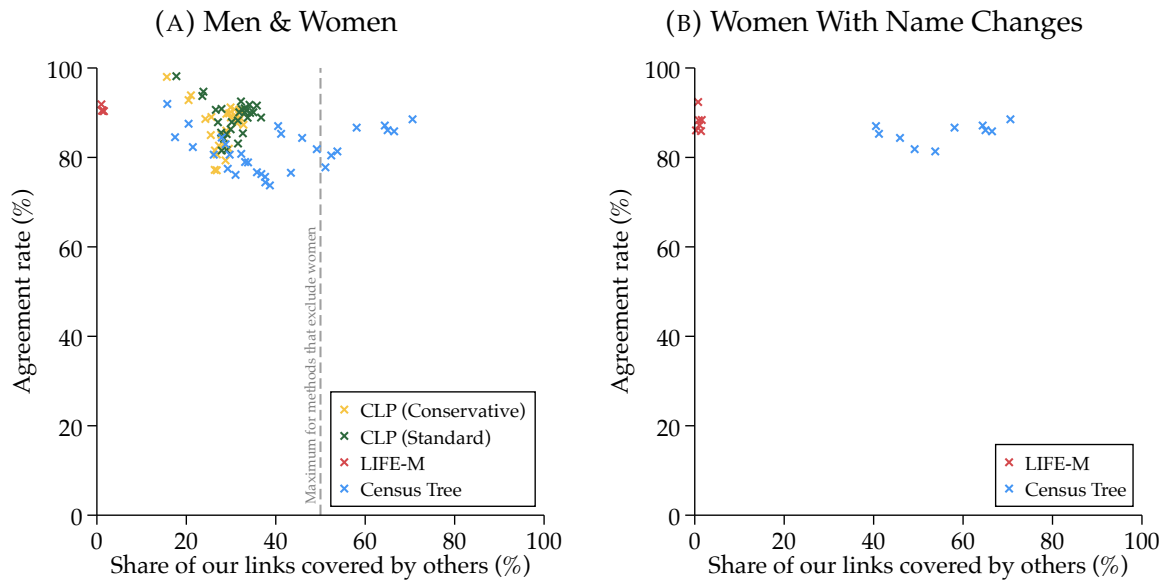 (A) Men & Women
100
80
60
40
20
0
Agreement rate (%)
Maximum for methods that exclude women
CLP (Conservative)
CLP (Standard)
LIFE-M
Census Tree
0 20 40 60 80 100
Share of our links covered by others (%)
(B) Women With Name Changes
100
80
60
40
20
0
Agreement rate (%)
LIFE-M
Census Tree
0 20 40 60 80 100
Share of our links covered by others (%)